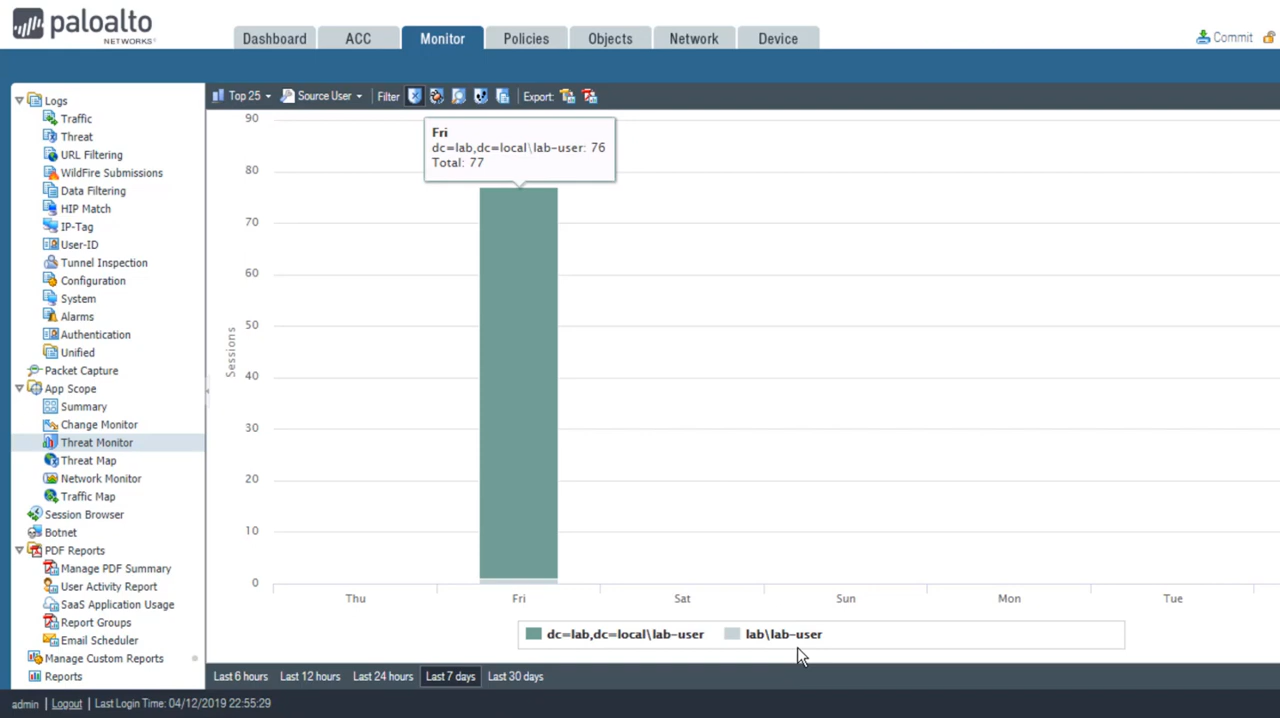 paloalto
NETWORKS®
Dashboard
ACC
Monitor
Policies
Objects
Network
Device
Commit
Logs
Traffic
Threat
URL Filtering
WildFire Submissions
Data Filtering
HIP Match
IP-Tag
User-ID
Tunnel Inspection
Configuration
System
Alarms
Authentication
Unified
Packet Capture
App Scope
Summary
Change Monitor
Threat Monitor
Threat Map
Network Monitor
Traffic Map
Session Browser
Botnet
PDF Reports
Manage PDF Summary
User Activity Report
SaaS Application Usage
Report Groups
Email Scheduler
Manage Custom Reports
Reports
Top 25
Source User
Filter
Export:
90
80
70
60
50
40
30
20
10
0
Sessions
Fri
dc=lab,dc=local\lab-user: 76
Total: 77
Thu
Fri
Sat
Sun
Mon
Tue
dc=lab,dc=local\lab-user
lab\lab-user
Last 6 hours
Last 12 hours
Last 24 hours
Last 7 days
Last 30 days
admin | Logout | Last Login Time: 04/12/2019 22:55:29